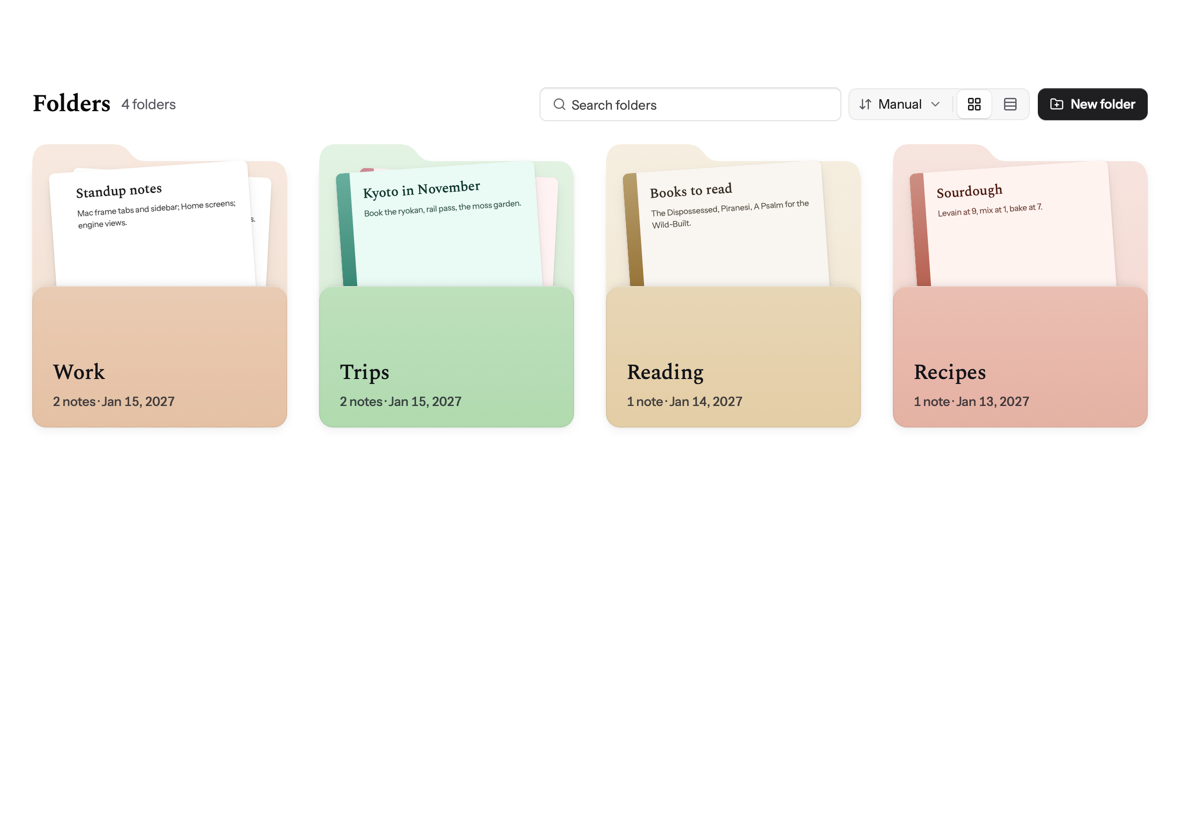 Folders 4 folders
Search folders
Manual
New folder
Standup notes
Mac frame tabs and sidebar; Home screens;
engine views.
s.
Work
2 notes · Jan 15, 2027
Kyoto in November
Book the ryokan, rail pass, the moss garden.
Trips
2 notes · Jan 15, 2027
Books to read
The Dispossessed, Piranesi, A Psalm for the
Wild-Built.
Reading
1 note · Jan 14, 2027
Sourdough
Levain at 9, mix at 1, bake at 7.
Recipes
1 note · Jan 13, 2027